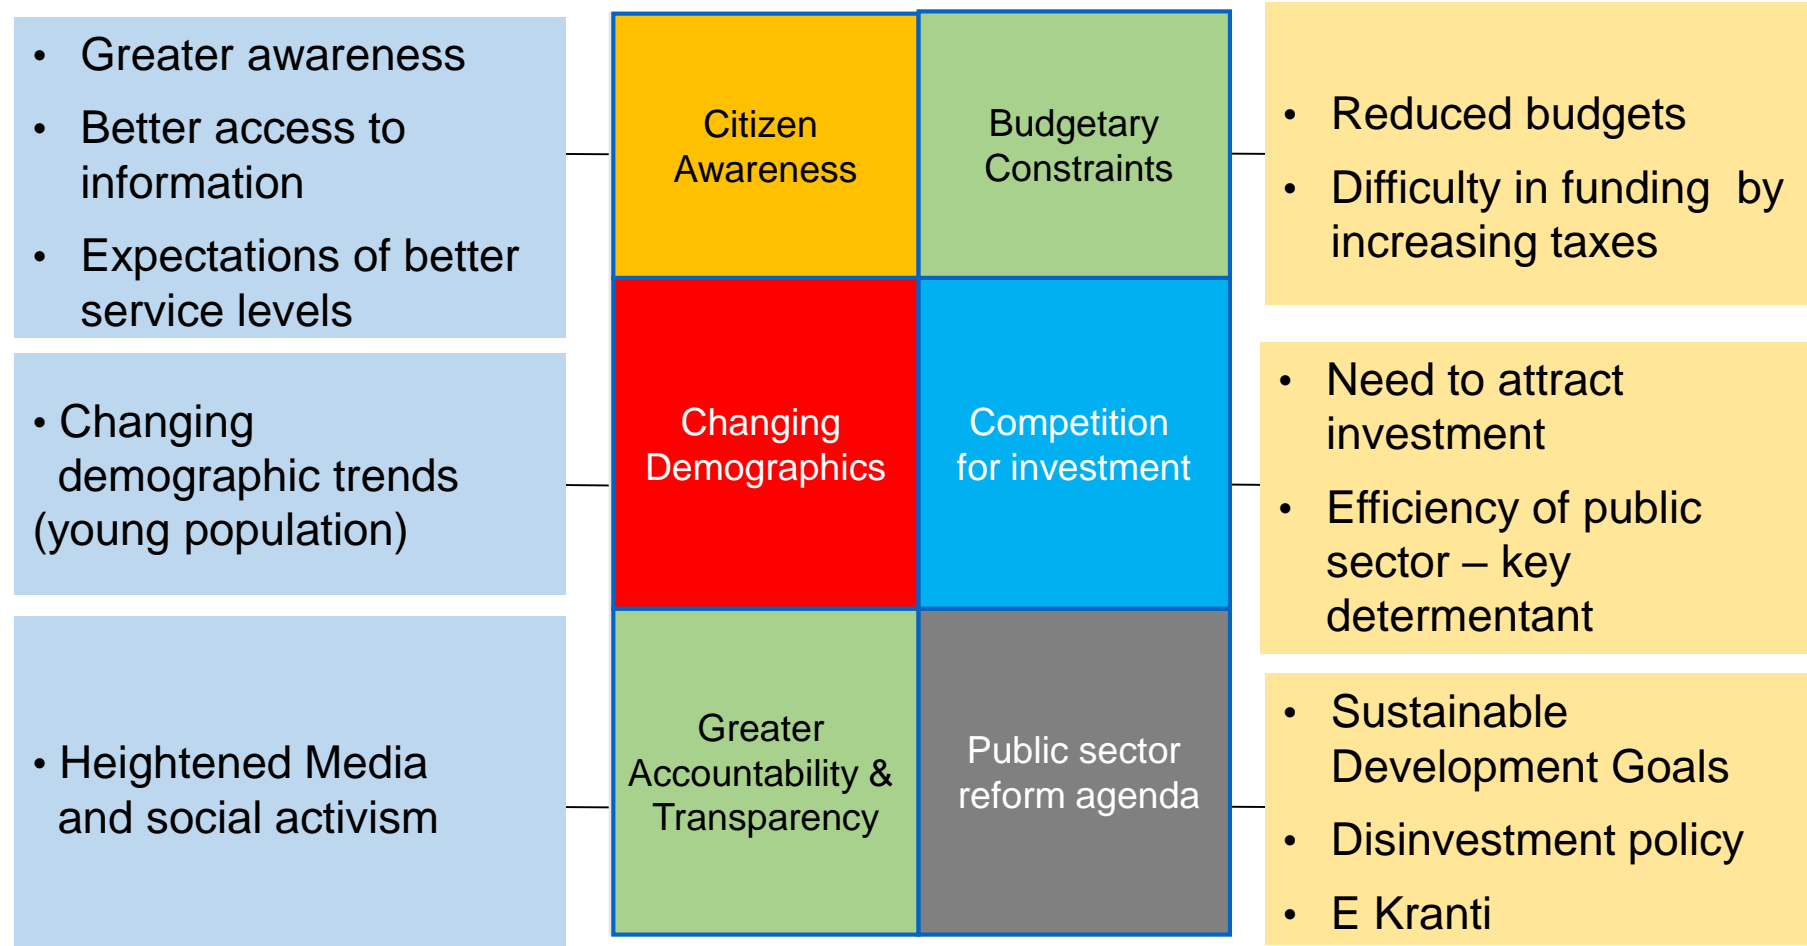 • Greater awareness
• Better access to
information
• Expectations of better
service levels
Citizen
Awareness
Budgetary
Constraints
• Reduced budgets
• Difficulty in funding by
increasing taxes
• Changing
demographic trends
(young population)
Changing
Demographics
Competition
for investment
• Need to attract
investment
• Efficiency of public
sector – key
determentant
• Heightened Media
and social activism
Greater
Accountability &
Transparency
Public sector
reform agenda
• Sustainable
Development Goals
• Disinvestment policy
• E Kranti